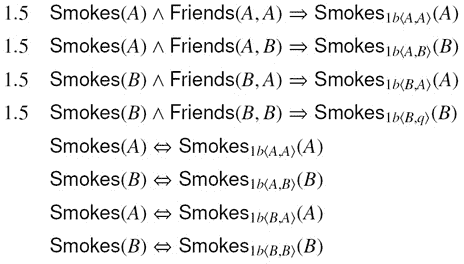 1.5 Smokes(A) ∧ Friends(A, A) ⇒ Smokes₁b⟨A,A⟩(A)
1.5 Smokes(A) ∧ Friends(A, B) ⇒ Smokes₁b⟨A,B⟩(B)
1.5 Smokes(B) ∧ Friends(B, A) ⇒ Smokes₁b⟨B,A⟩(A)
1.5 Smokes(B) ∧ Friends(B, B) ⇒ Smokes₁b⟨B,q⟩(B)
Smokes(A) ⇔ Smokes₁b⟨A,A⟩(A)
Smokes(B) ⇔ Smokes₁b⟨A,B⟩(B)
Smokes(A) ⇔ Smokes₁b⟨B,A⟩(A)
Smokes(B) ⇔ Smokes₁b⟨B,B⟩(B)